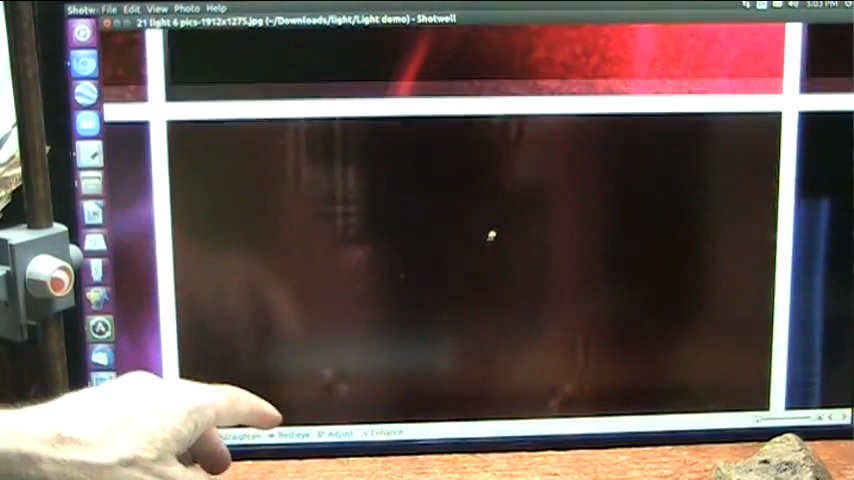 Shotw File Edit View Photo Help
5:03 PM
21 light 6 pics-1912x1275.jpg (~/Downloads/light/Light demo) - Shotwell
Straighten Red-eye Adjust Enhance